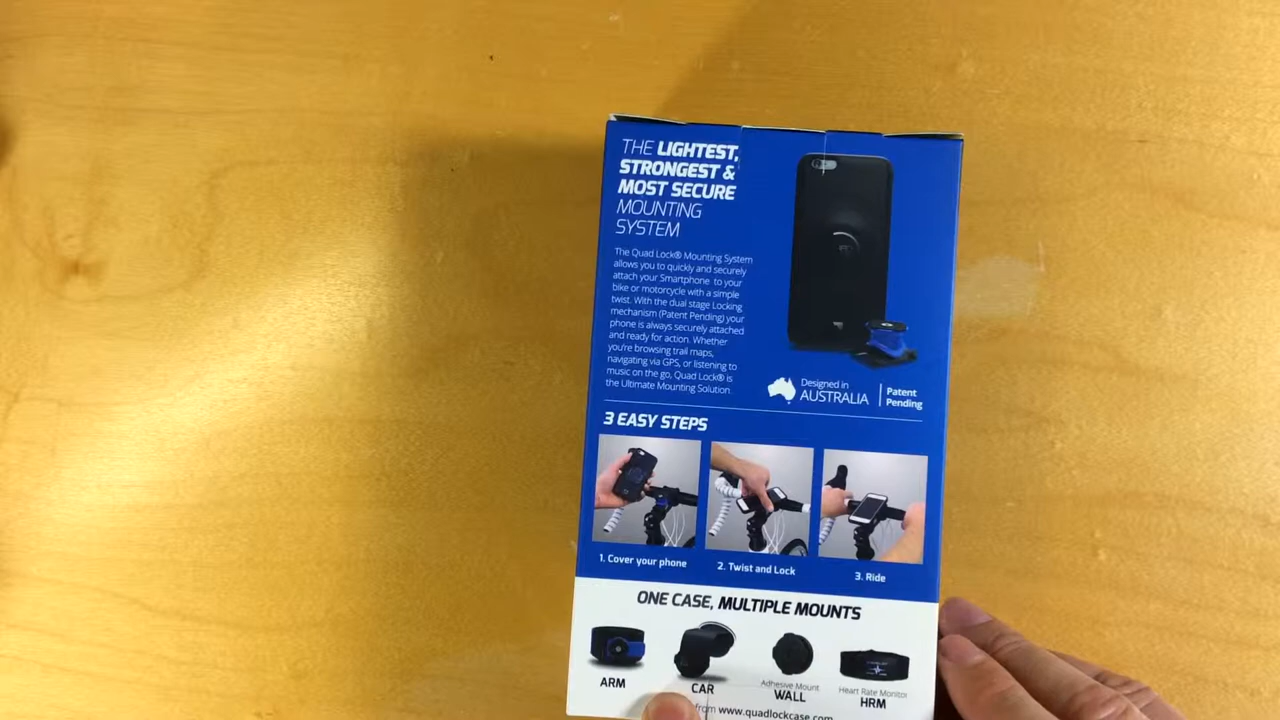 THE LIGHTEST,
STRONGEST &
MOST SECURE
MOUNTING
SYSTEM
The Quad Lock® Mounting System
allows you to quickly and securely
attach your Smartphone to your
bike or motorcycle with a simple
twist. With the dual stage Locking
mechanism (Patent Pending) your
phone is always securely attached
and ready for action. Whether
you're browsing trail maps,
navigating via GPS, or listening to
music on the go, Quad Lock® is
the Ultimate Mounting Solution
Designed in
AUSTRALIA
Patent
Pending
3 EASY STEPS
1. Cover your phone
2. Twist and Lock
3. Ride
ONE CASE, MULTIPLE MOUNTS
ARM
CAR
Adhesive Mount
WALL
Heart Rate Monitor
HRM
from www.quadlockcase.com